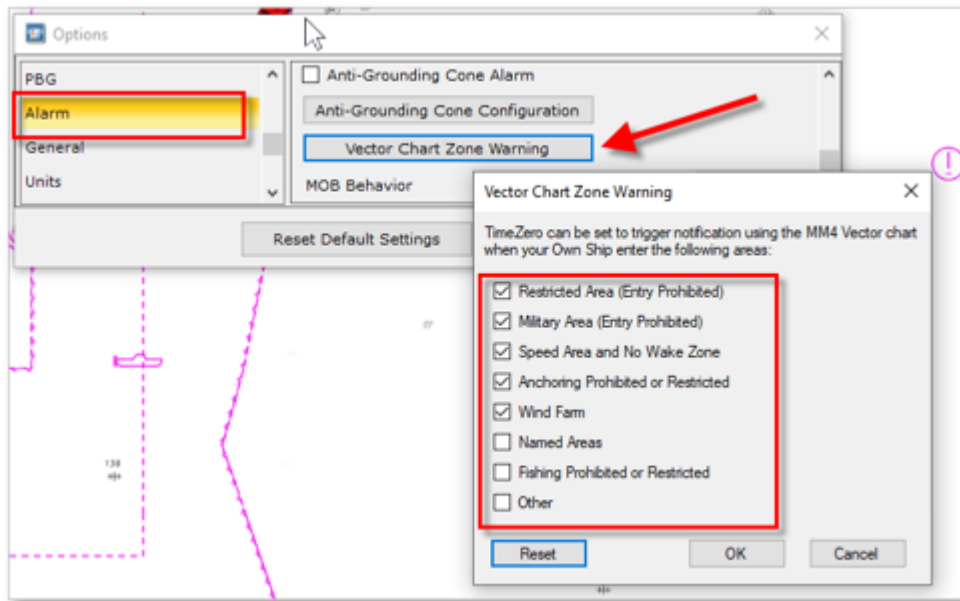 Options
PBG
Alarm
General
Units
Anti-Grounding Cone Alarm
Anti-Grounding Cone Configuration
Vector Chart Zone Warning
MOB Behavior
Reset Default Settings
Vector Chart Zone Warning
TimeZero can be set to trigger notification using the MM4 Vector chart
when your Own Ship enter the following areas:
Restricted Area (Entry Prohibited)
Military Area (Entry Prohibited)
Speed Area and No Wake Zone
Anchoring Prohibited or Restricted
Wind Farm
Named Areas
Fishing Prohibited or Restricted
Other
Reset
OK
Cancel
138